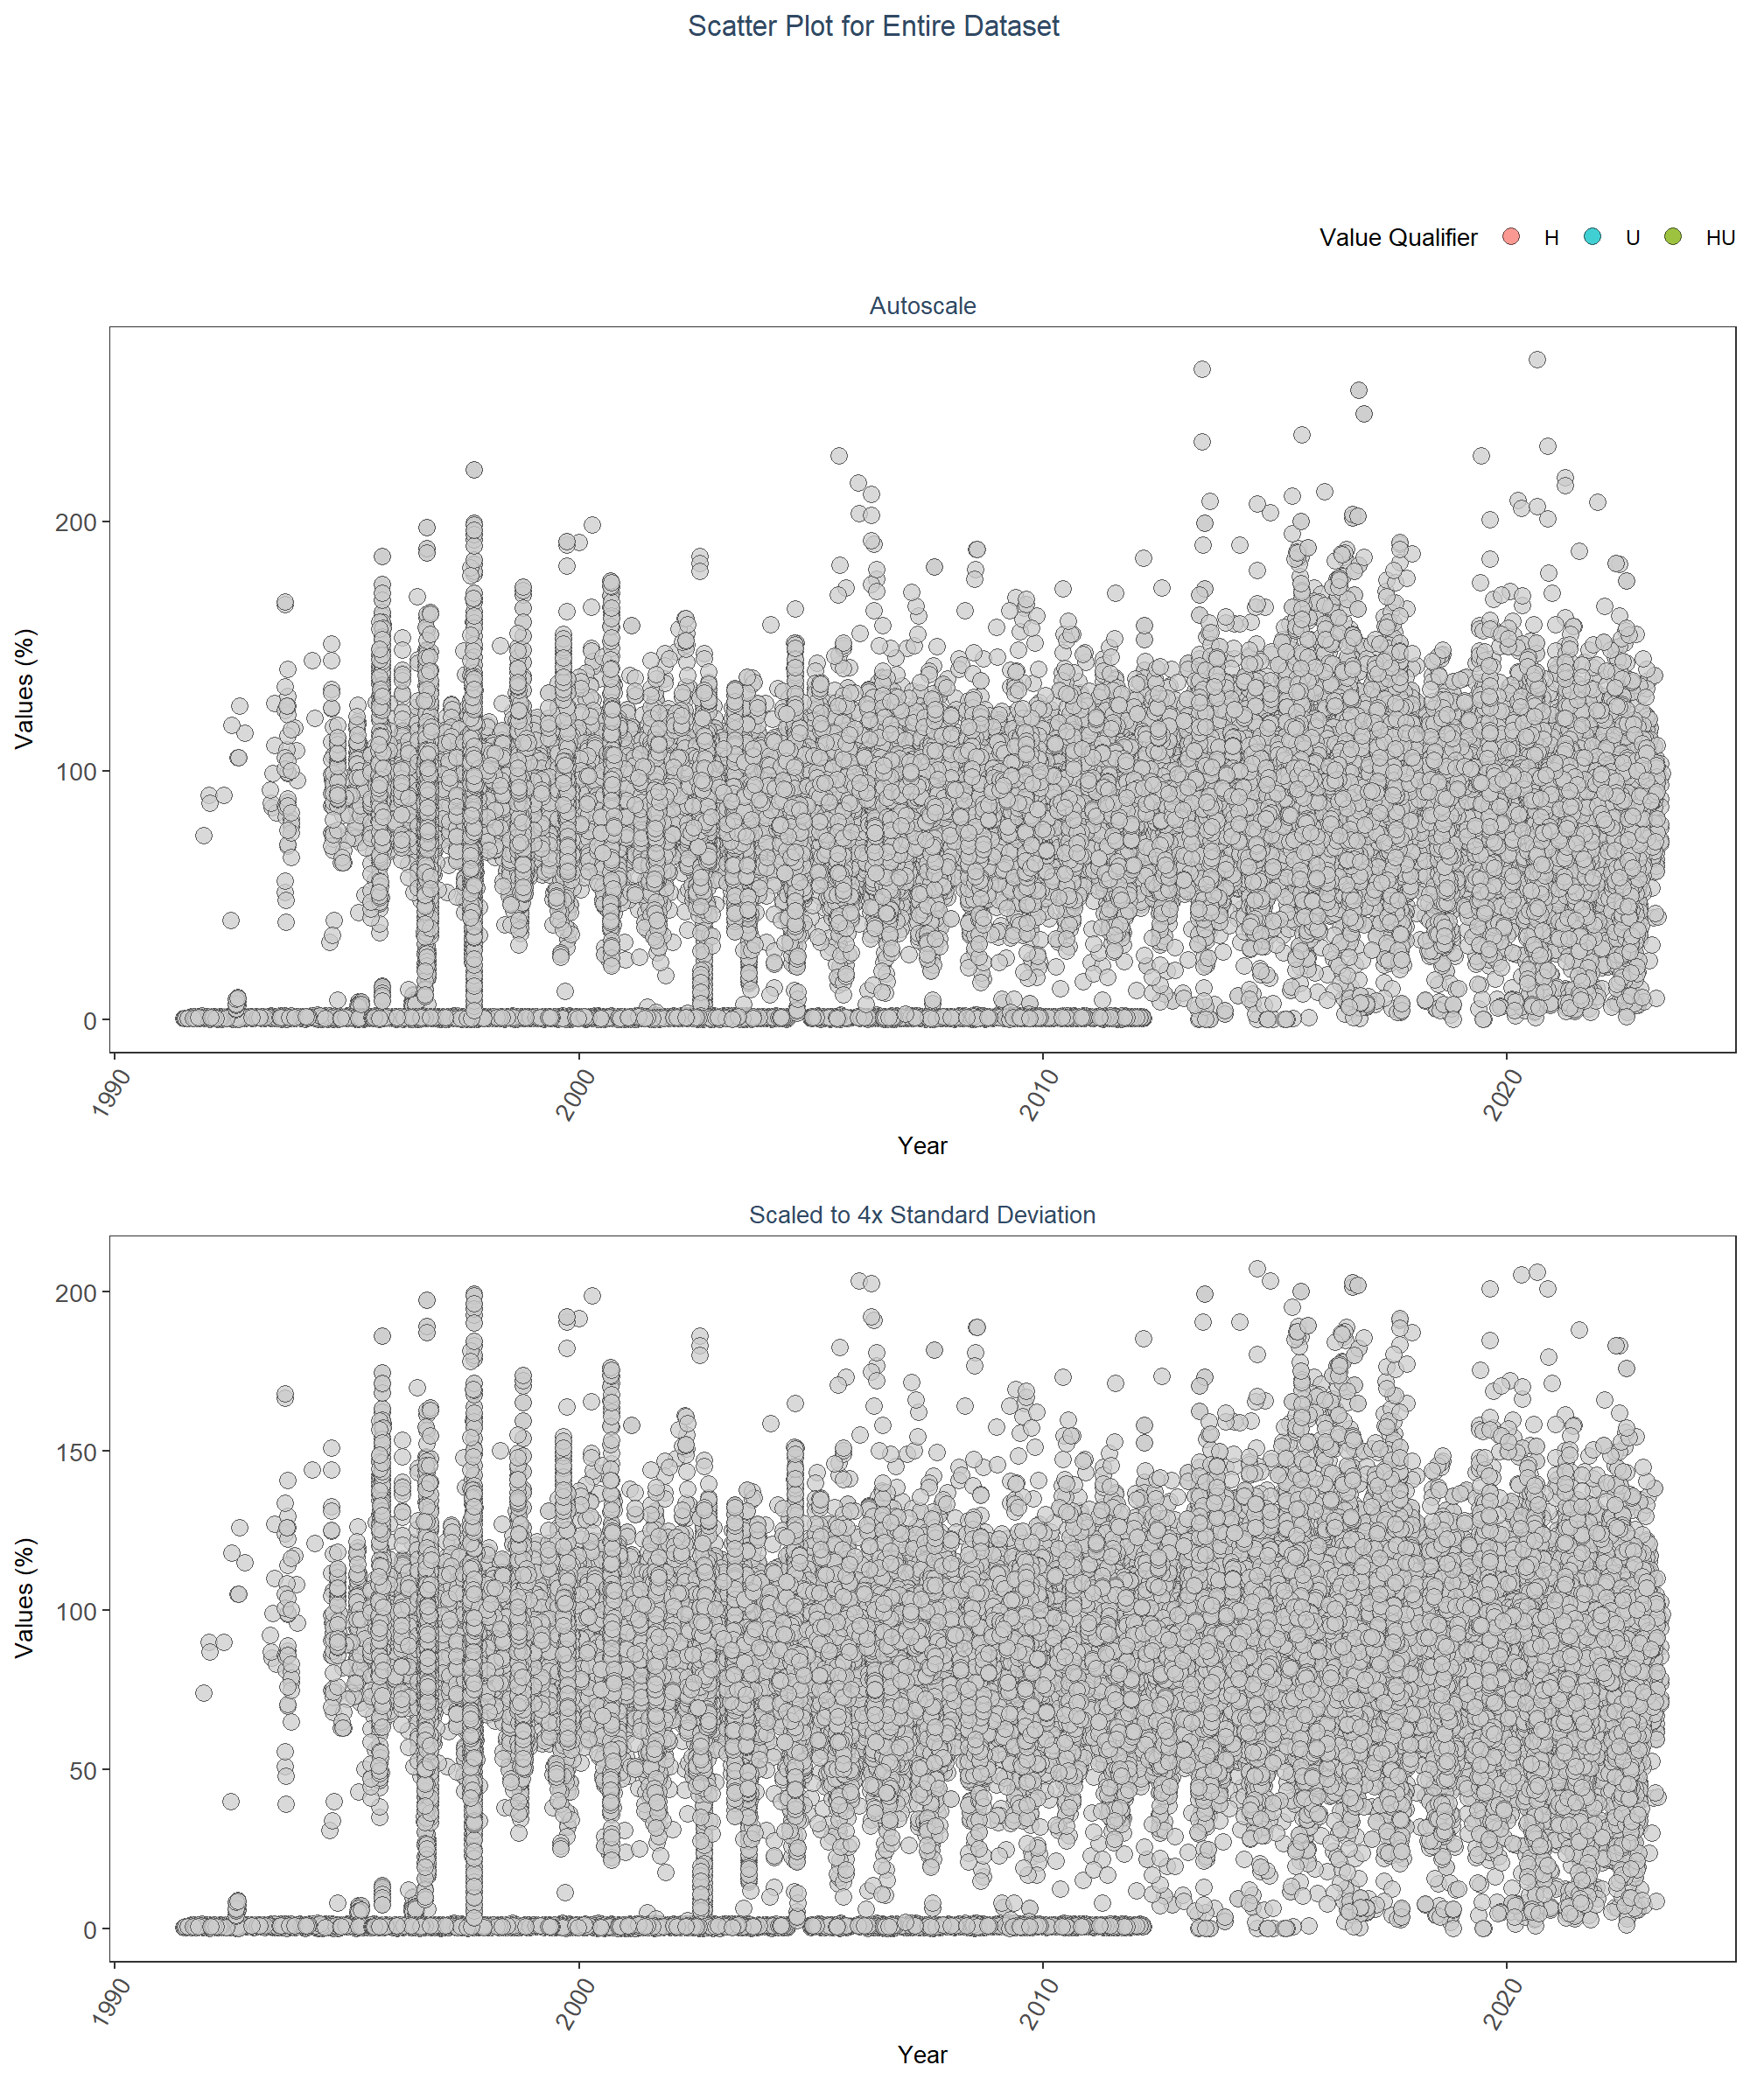 Scatter Plot for Entire Dataset
Value Qualifier H U HU
Autoscale
Values (%)
200
100
0
1990 2000 2010 2020
Year
Scaled to 4x Standard Deviation
Values (%)
200
150
100
50
0
1990 2000 2010 2020
Year